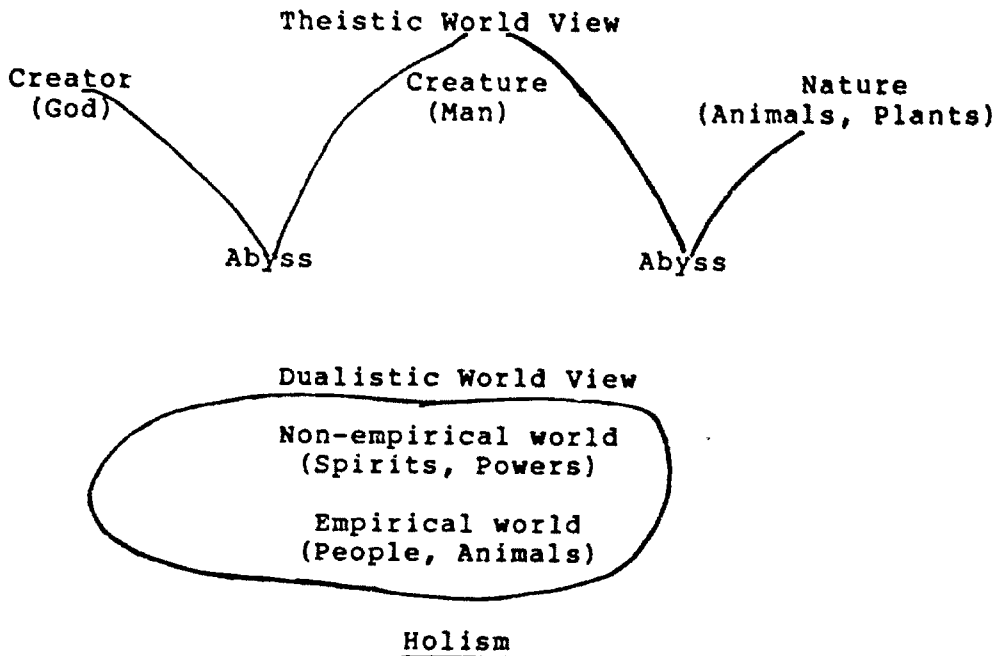 Theistic World View
Creator
(God)
Creature
(Man)
Nature
(Animals, Plants)
Abyss
Abyss
Dualistic World View
Non-empirical world
(Spirits, Powers)
Empirical world
(People, Animals)
Holism